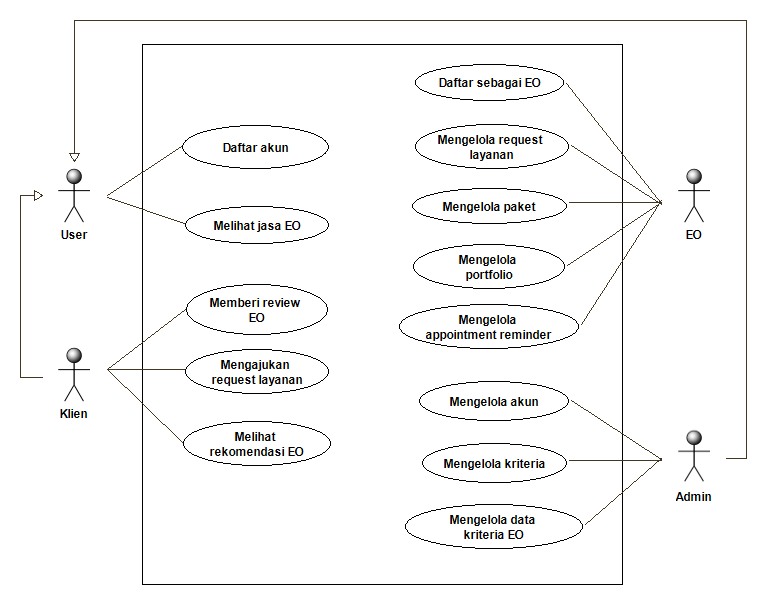 Daftar sebagai EO
Daftar akun
Mengelola request
layanan
Mengelola paket
Melihat jasa EO
User
EO
Mengelola
portfolio
Memberi review
EO
Mengelola
appointment reminder
Mengajukan
request layanan
Klien
Mengelola akun
Melihat
rekomendasi EO
Mengelola kriteria
Admin
Mengelola data
kriteria EO